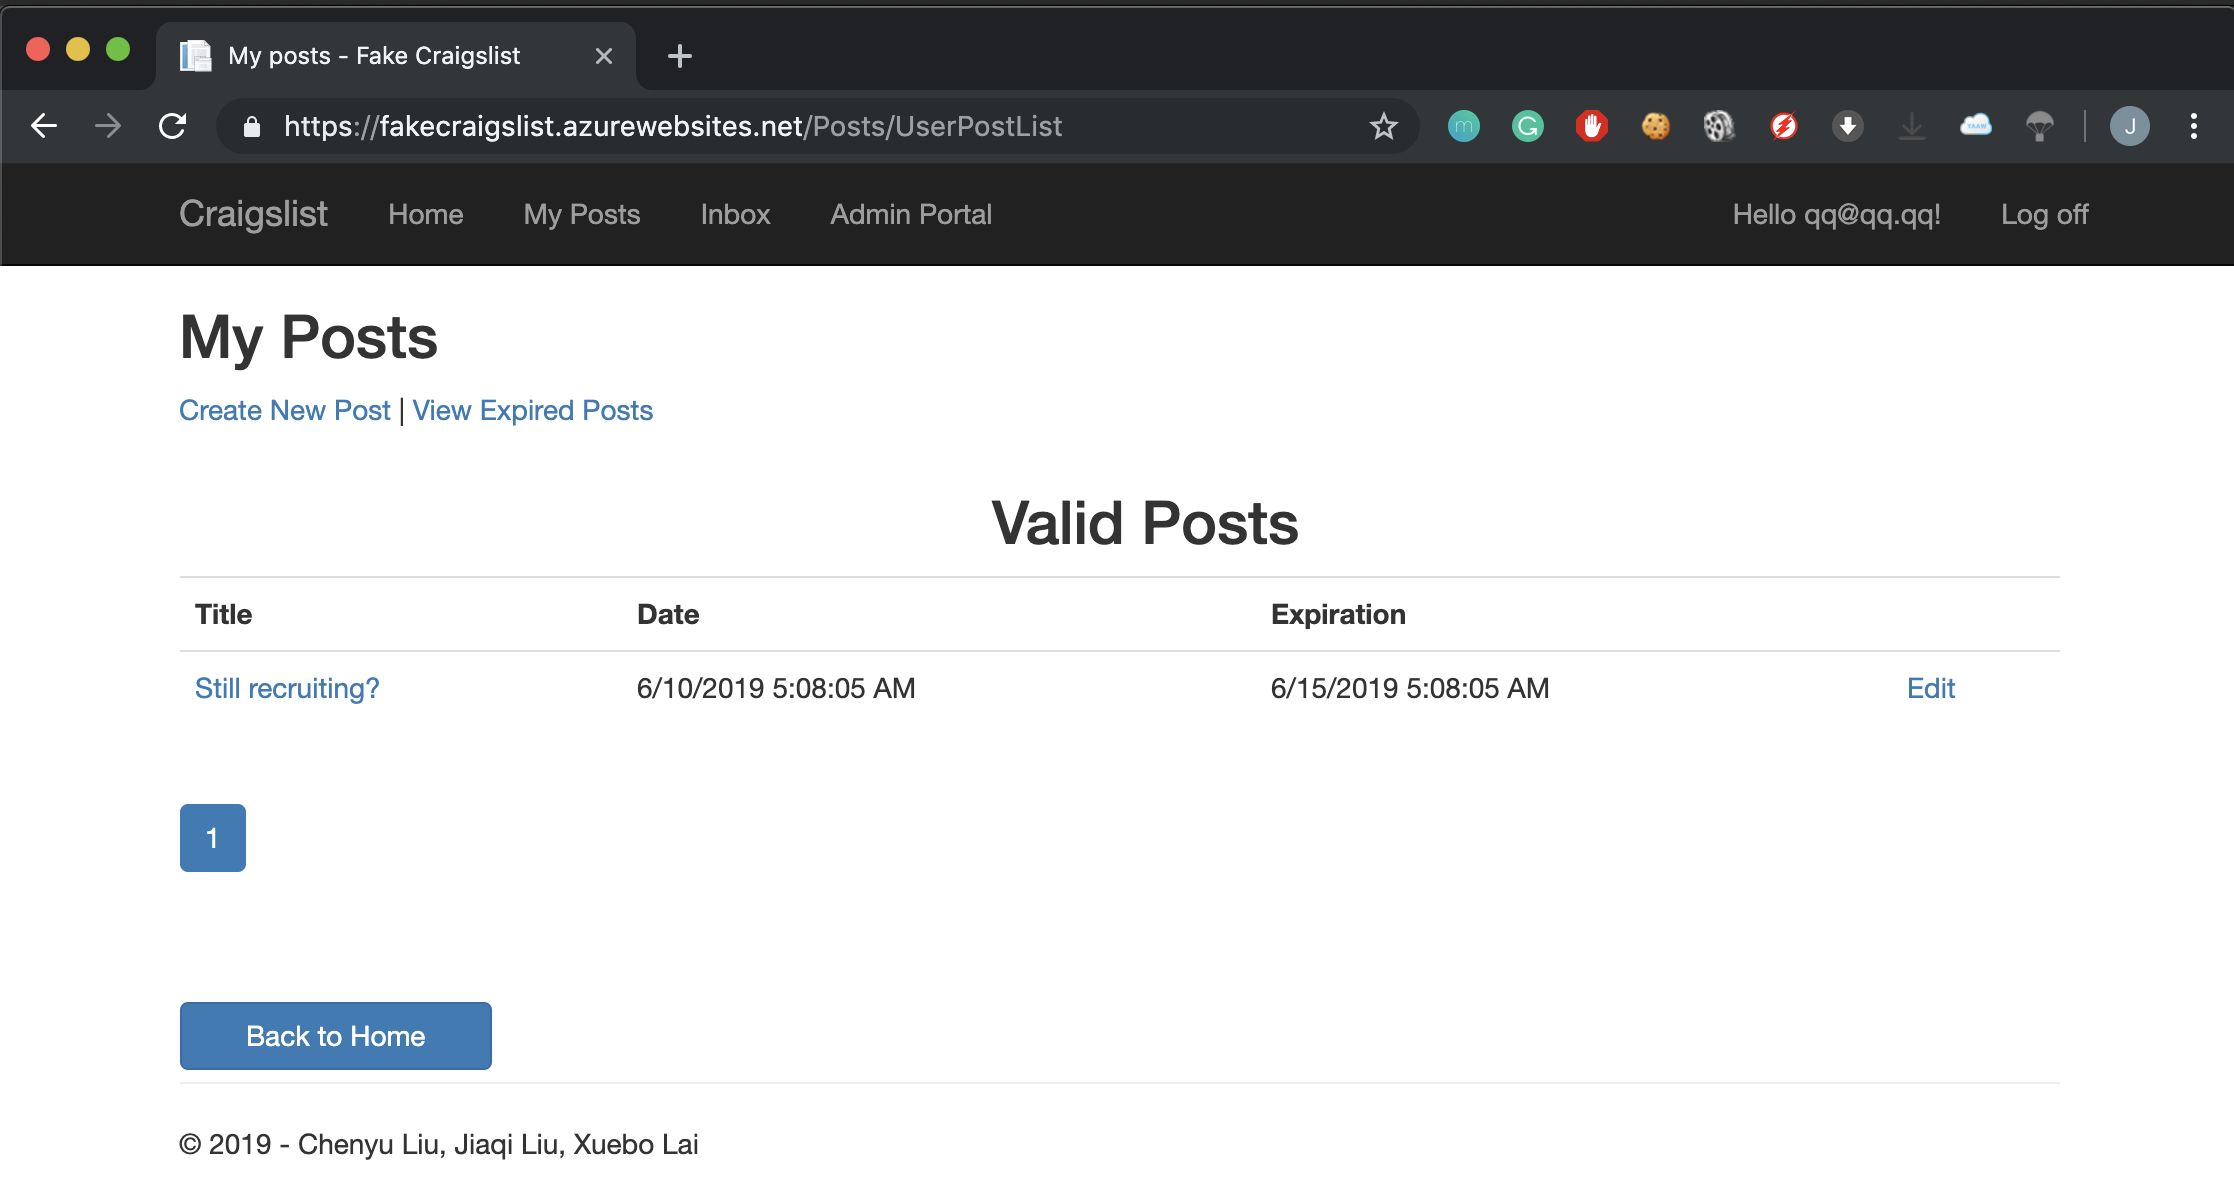 My posts - Fake Craigslist
https://fakecraigslist.azurewebsites.net/Posts/UserPostList
YAAW
J
Craigslist Home My Posts Inbox Admin Portal Hello qq@qq.qq! Log off
My Posts
Create New Post | View Expired Posts
Valid Posts
Title Date Expiration
Still recruiting? 6/10/2019 5:08:05 AM 6/15/2019 5:08:05 AM Edit
1
Back to Home
© 2019 - Chenyu Liu, Jiaqi Liu, Xuebo Lai